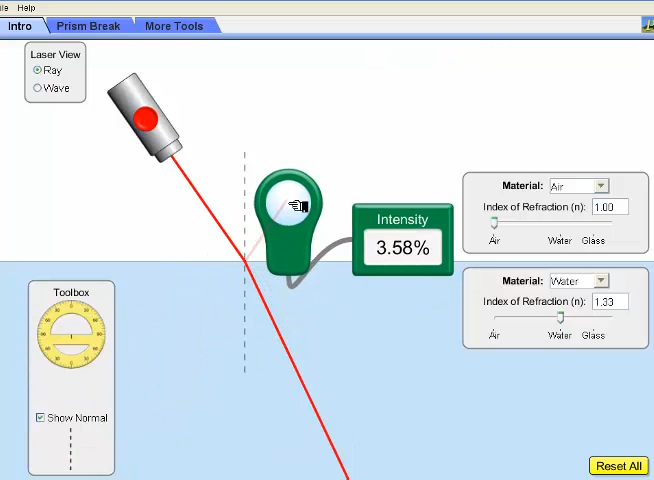 ile Help
Intro Prism Break More Tools
Laser View
Ray
Wave
Material: Air
Index of Refraction (n): 1.00
Air Water Glass
Intensity
3.58%
Material: Water
Index of Refraction (n): 1.33
Air Water Glass
Toolbox
Show Normal
Reset All